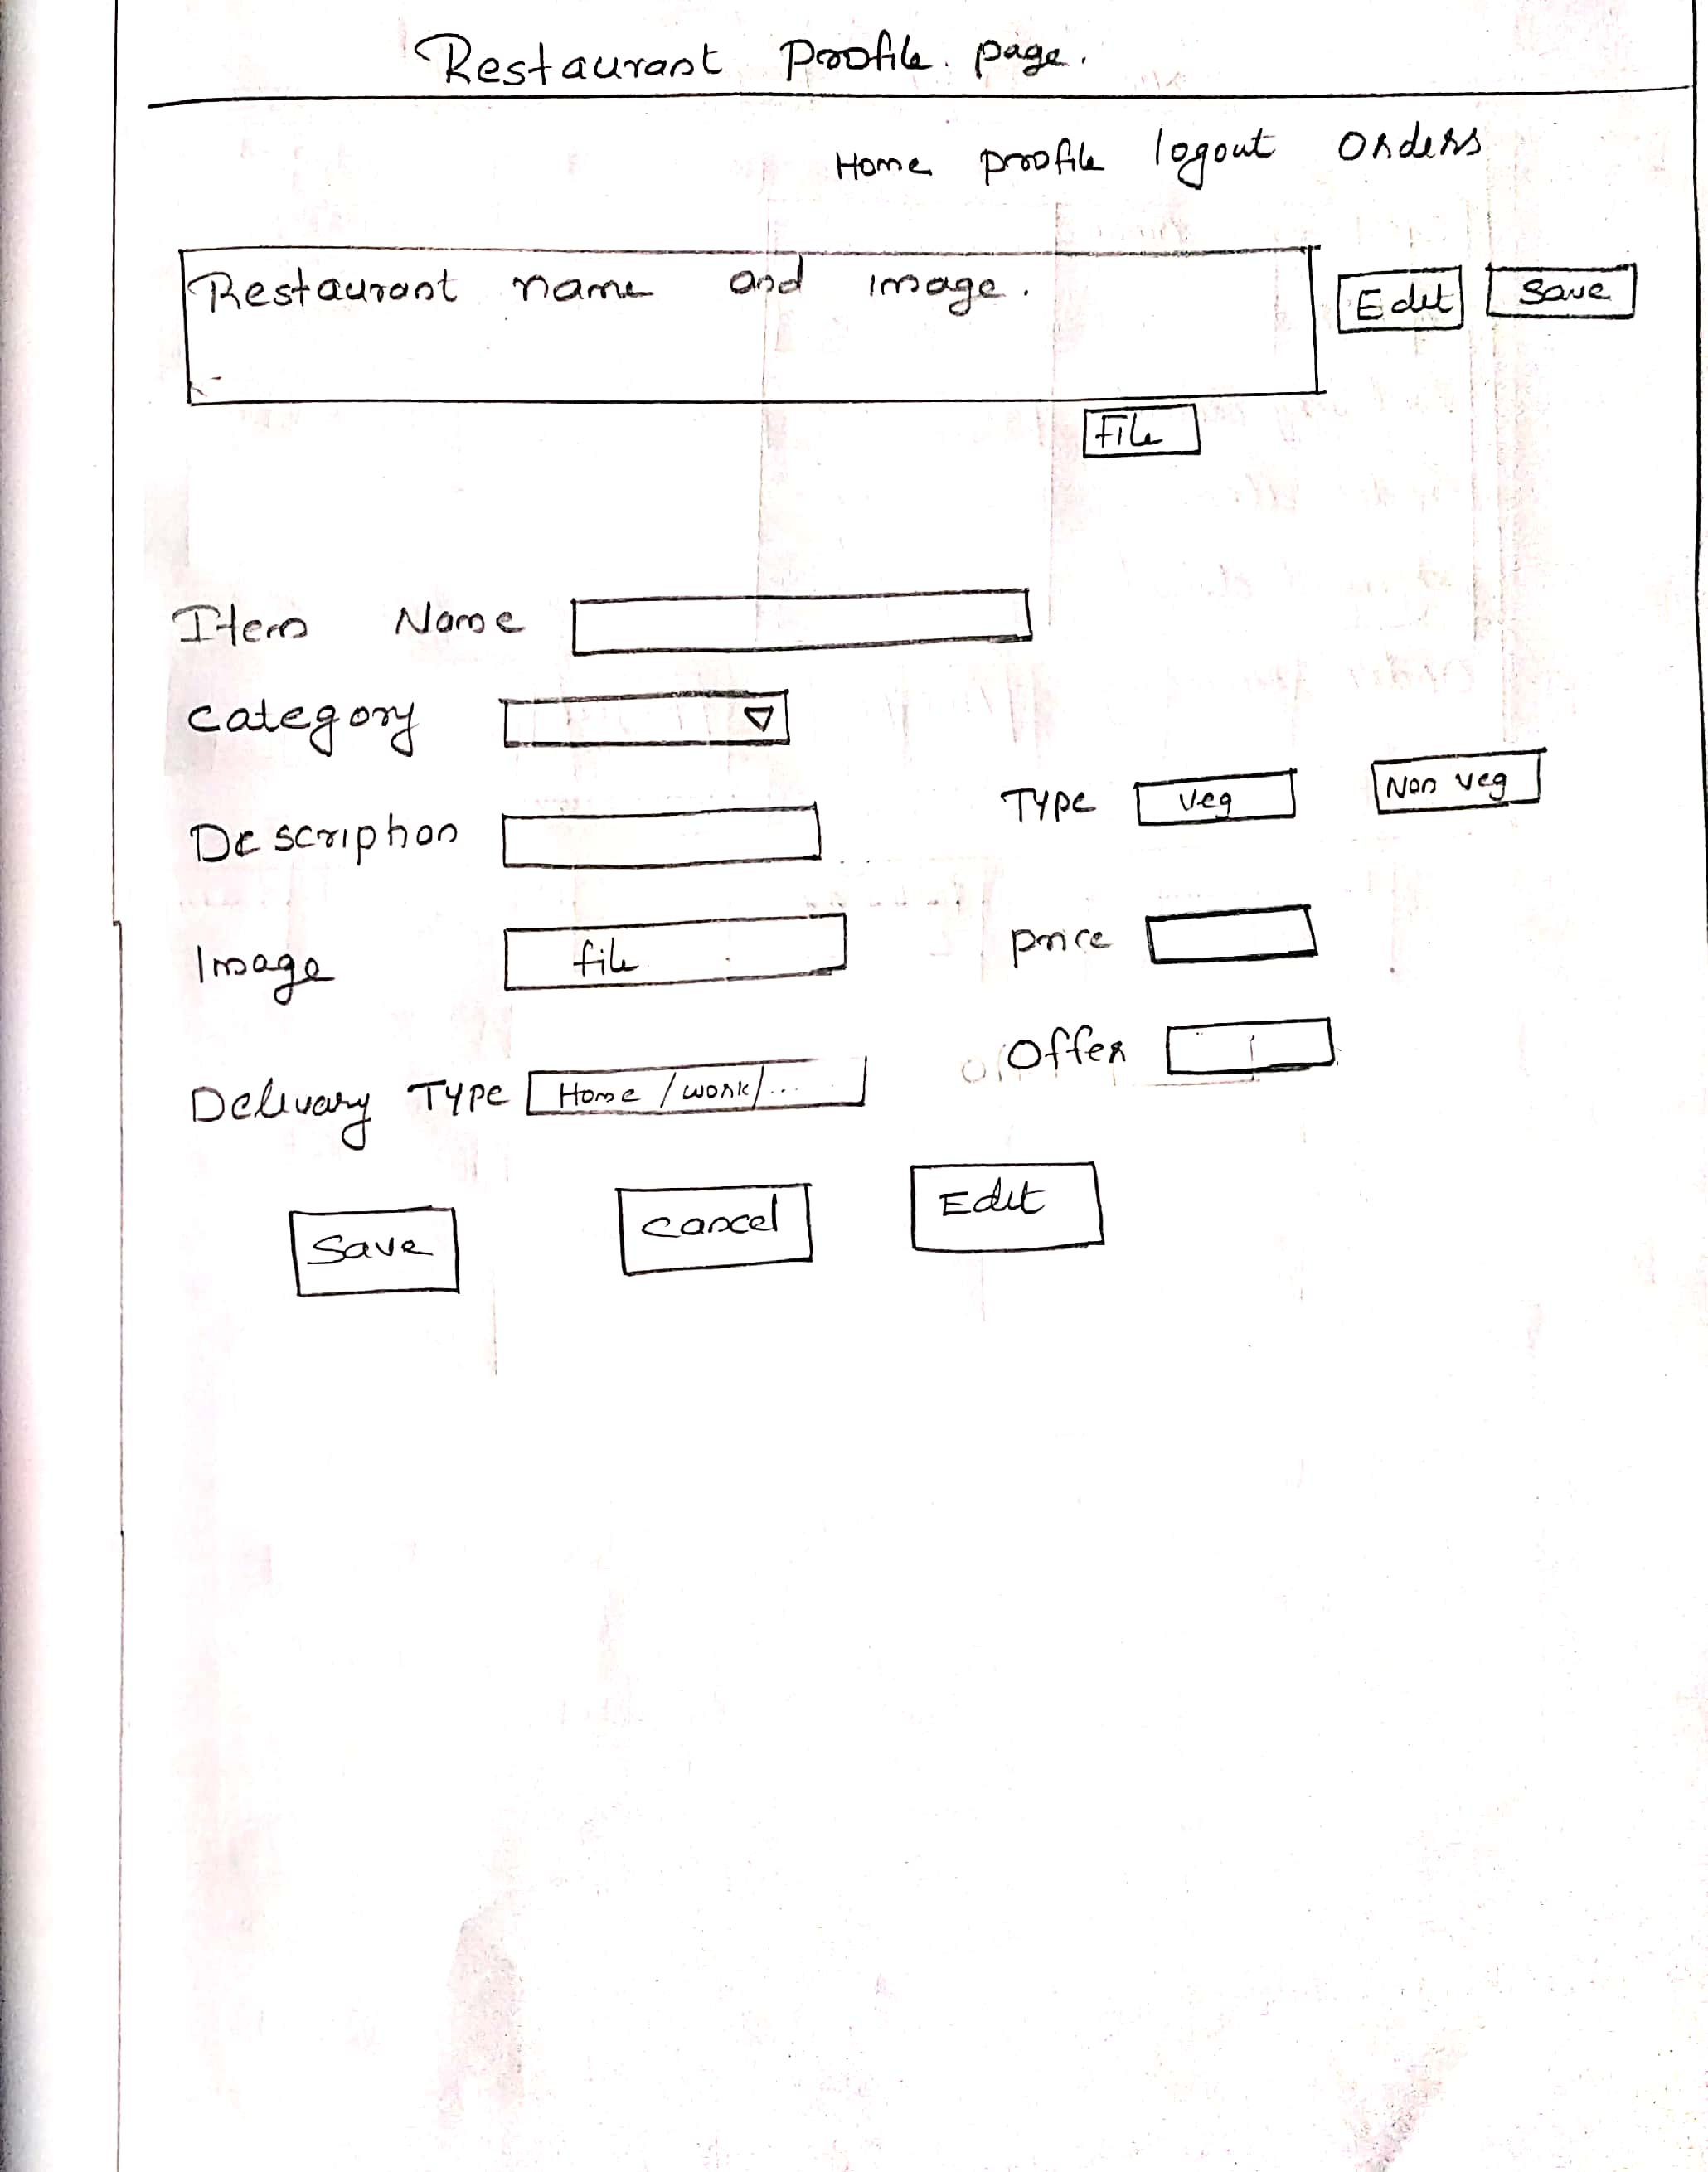 Restaurant Profile. page.
Home profile logout Orders
Restaurant name and image.
Edit Save
File
Item Name
Category
Type Veg Non veg
Description
Image file.
price
Offer
Delivary Type Home / work / ...
Save Cancel Edit